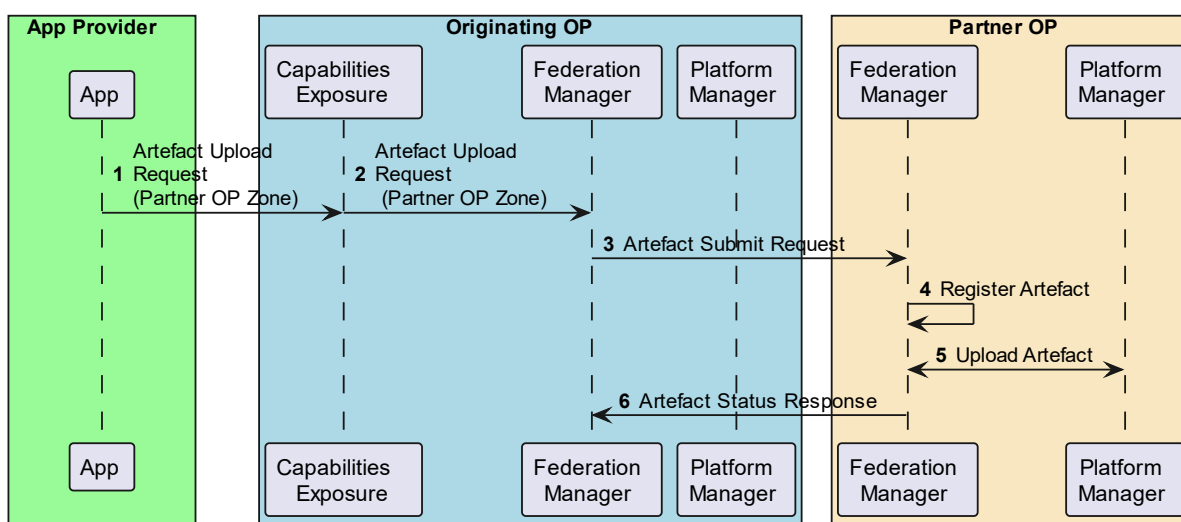 App Provider
Originating OP
Partner OP
App
Capabilities
Exposure
Federation
Manager
Platform
Manager
Federation
Manager
Platform
Manager
Artefact Upload
1 Request
(Partner OP Zone)
Artefact Upload
2 Request
(Partner OP Zone)
3 Artefact Submit Request
4 Register Artefact
5 Upload Artefact
6 Artefact Status Response
App
Capabilities
Exposure
Federation
Manager
Platform
Manager
Federation
Manager
Platform
Manager